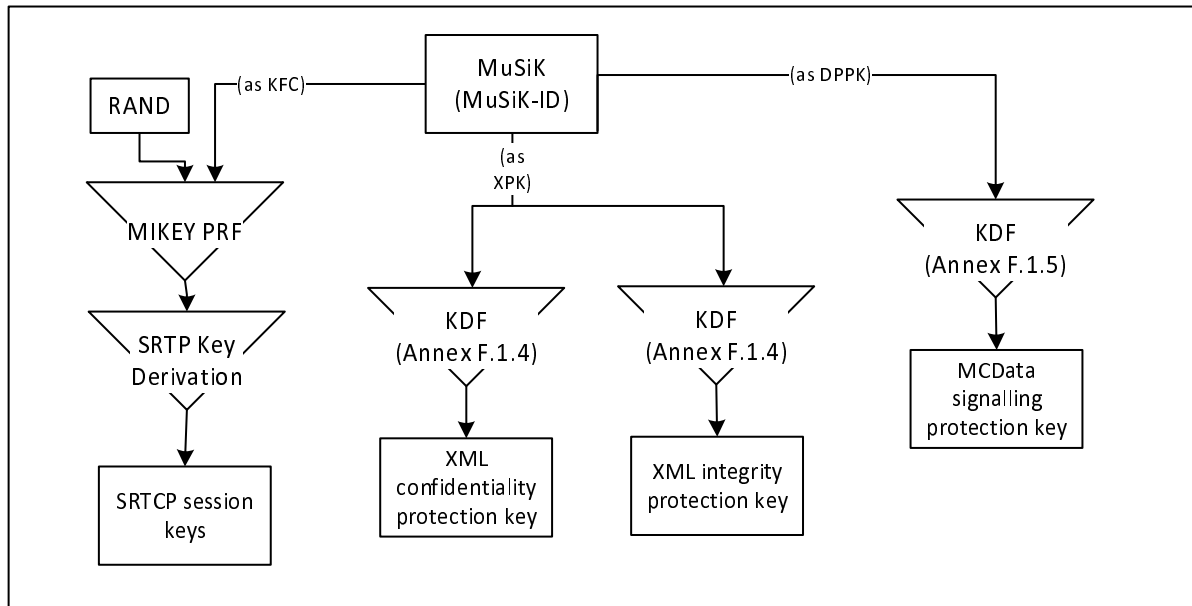 MuSiK
(MuSiK-ID)
(as KFC)
(as DPPK)
RAND
(as
XPK)
MIKEY PRF
KDF
(Annex F.1.5)
SRTP Key
Derivation
KDF
(Annex F.1.4)
KDF
(Annex F.1.4)
MCData
signalling
protection key
SRTCP session
keys
XML
confidentiality
protection key
XML integrity
protection key